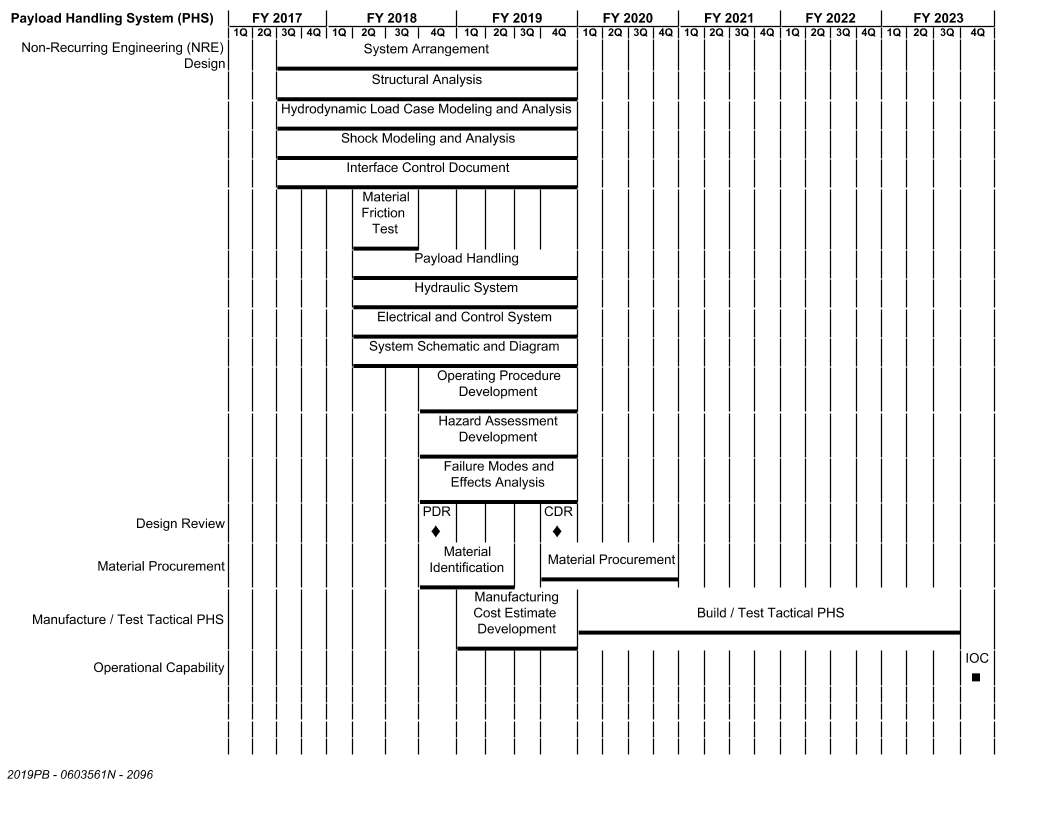 Payload Handling System (PHS) FY 2017 FY 2018 FY 2019 FY 2020 FY 2021 FY 2022 FY 2023
1Q 2Q 3Q 4Q 1Q 2Q 3Q 4Q 1Q 2Q 3Q 4Q 1Q 2Q 3Q 4Q 1Q 2Q 3Q 4Q 1Q 2Q 3Q 4Q 1Q 2Q 3Q 4Q
Non-Recurring Engineering (NRE)
Design
System Arrangement
Structural Analysis
Hydrodynamic Load Case Modeling and Analysis
Shock Modeling and Analysis
Interface Control Document
Material
Friction
Test
Payload Handling
Hydraulic System
Electrical and Control System
System Schematic and Diagram
Operating Procedure
Development
Hazard Assessment
Development
Failure Modes and
Effects Analysis
Design Review
PDR CDR
Material Procurement
Material
Identification
Material Procurement
Manufacture / Test Tactical PHS
Manufacturing
Cost Estimate
Development
Build / Test Tactical PHS
Operational Capability
IOC
2019PB - 0603561N - 2096